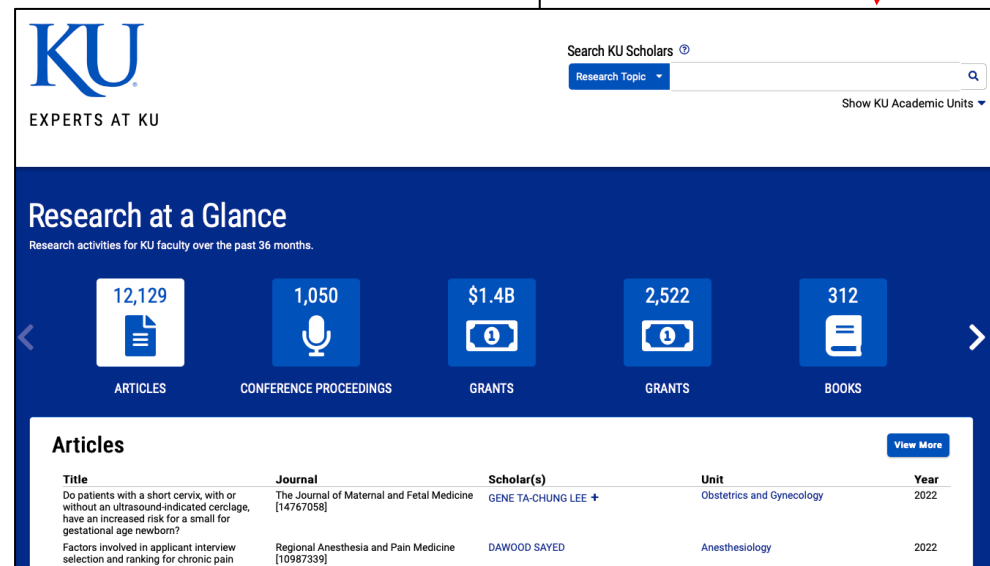 KU
EXPERTS AT KU
Search KU Scholars ?
Research Topic
Show KU Academic Units
Research at a Glance
Research activities for KU faculty over the past 36 months.
12,129
1,050
$1.4B
2,522
312
1
1
ARTICLES
CONFERENCE PROCEEDINGS
GRANTS
GRANTS
BOOKS
Articles
View More
Title Journal Scholar(s) Unit Year
Do patients with a short cervix, with or The Journal of Maternal and Fetal Medicine GENE TA-CHUNG LEE + Obstetrics and Gynecology 2022
without an ultrasound-indicated cerclage, [14767058]
have an increased risk for a small for
gestational age newborn?
Factors involved in applicant interview Regional Anesthesia and Pain Medicine DAWOOD SAYED Anesthesiology 2022
selection and ranking for chronic pain [10987339]